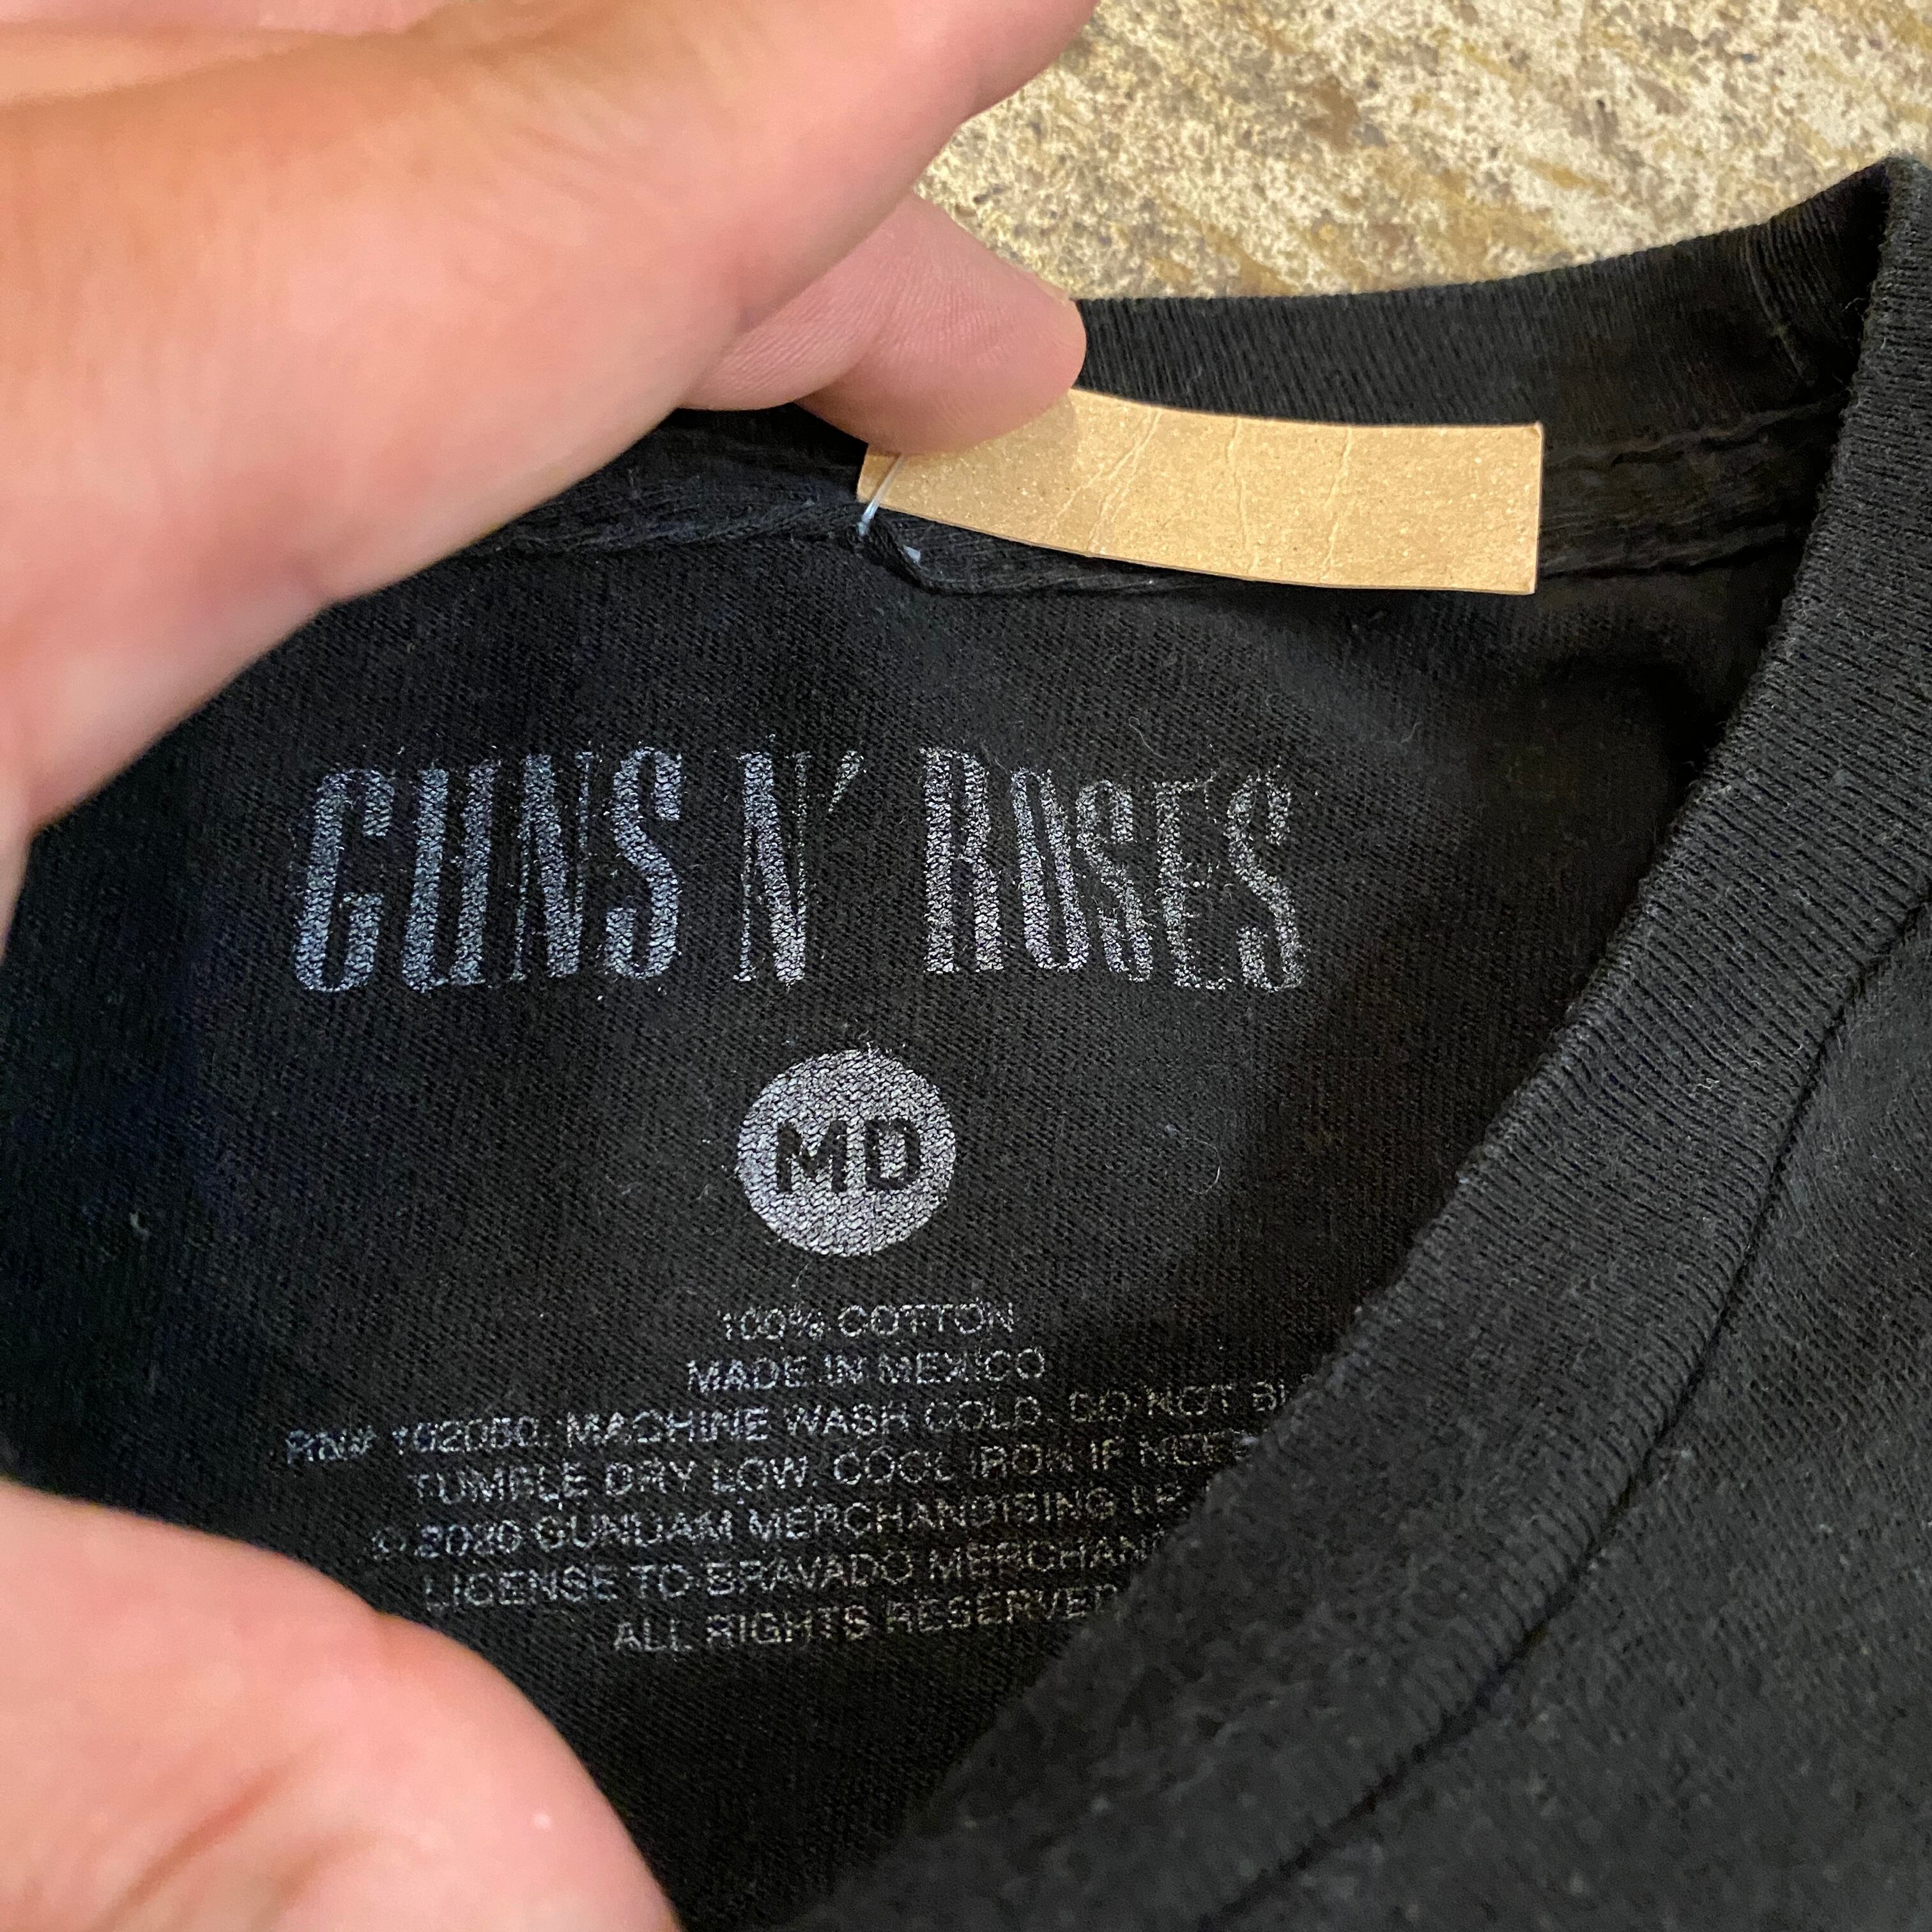 GUNS N' ROSES
MD
100% COTTON
MADE IN MEXICO
RN# 102050. MACHINE WASH COLD. DO NOT
TUMBLE DRY LOW. COOL IRON IF
© 2020 GUNDAM MERCHANDISING
LICENSE TO BRAVADO
ALL RIGHTS